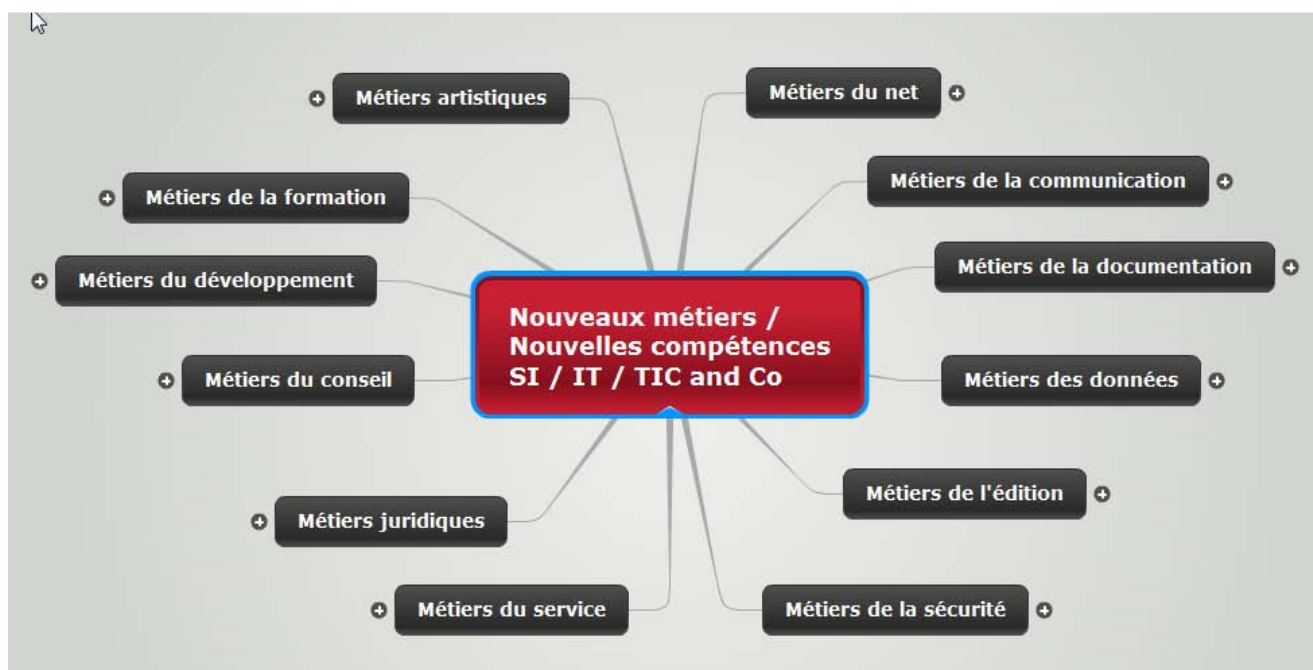 Métiers artistiques
Métiers du net
Métiers de la formation
Métiers de la communication
Métiers du développement
Métiers de la documentation
Nouveaux métiers /
Nouvelles compétences
SI / IT / TIC and Co
Métiers du conseil
Métiers des données
Métiers juridiques
Métiers de l'édition
Métiers du service
Métiers de la sécurité